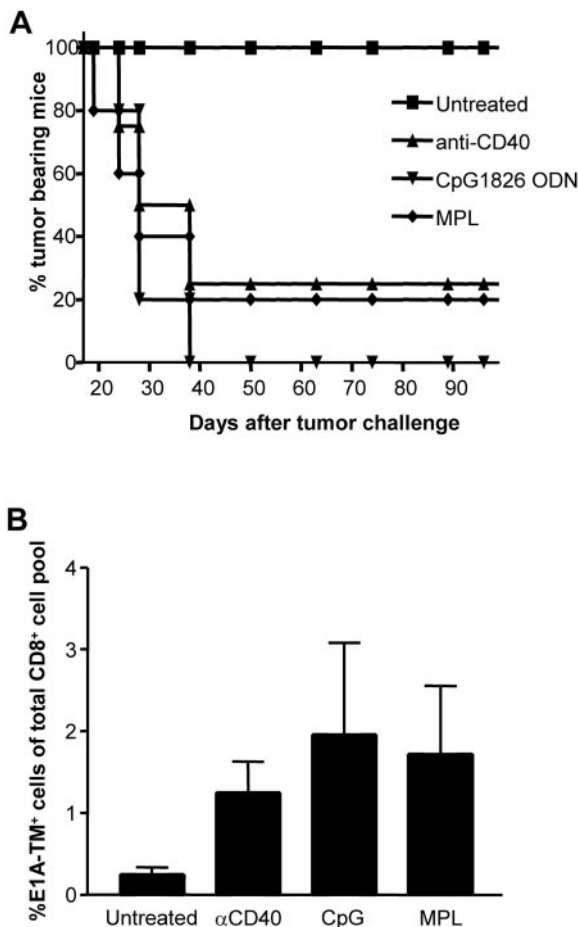 A
100
80
60
40
20
0
% tumor bearing mice
Untreated
anti-CD40
CpG1826 ODN
MPL
20 30 40 50 60 70 80 90
Days after tumor challenge
B
%E1A-TM⁺ cells of total CD8⁺ cell pool
4
3
2
1
0
Untreated αCD40 CpG MPL